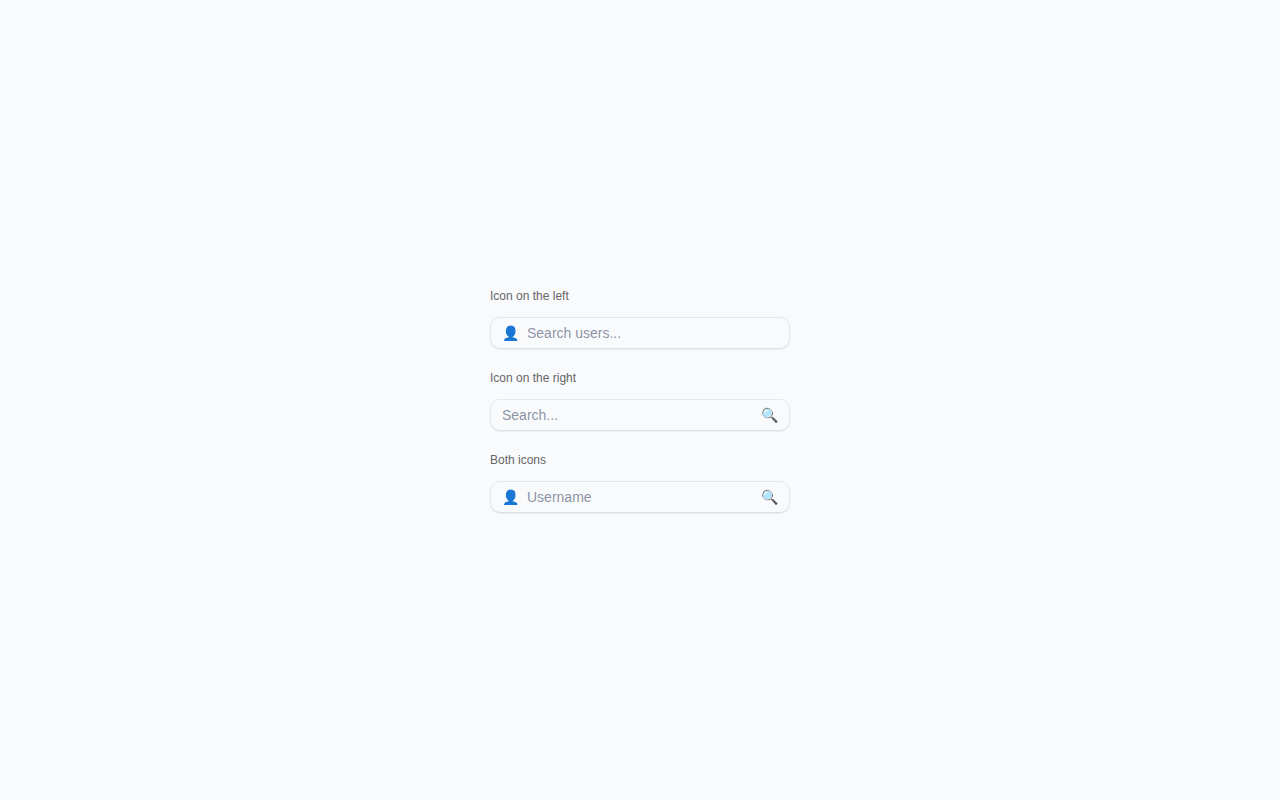 Icon on the left
Search users...
Icon on the right
Search...
Both icons
Username